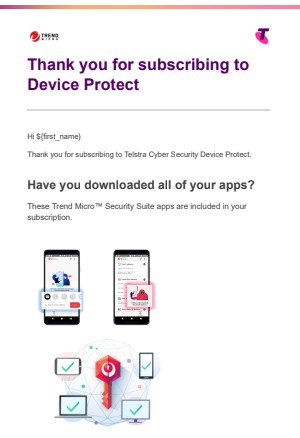 TREND
MICRO
Thank you for subscribing to
Device Protect
Hi ${first_name}
Thank you for subscribing to Telstra Cyber Security Device Protect.
Have you downloaded all of your apps?
These Trend Micro™ Security Suite apps are included in your
subscription.